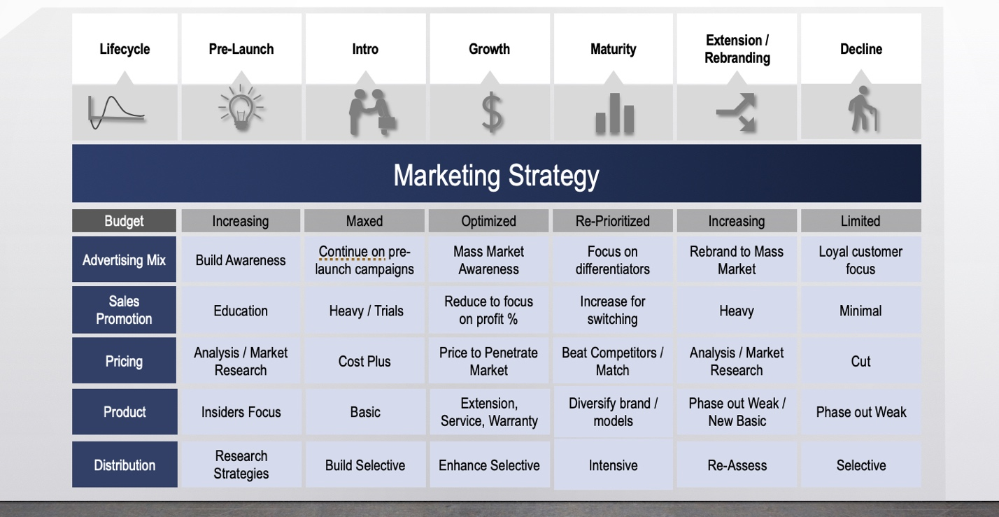 Lifecycle
Pre-Launch
Intro
Growth
Maturity
Extension /
Rebranding
Decline
$
Marketing Strategy
Budget
Increasing
Maxed
Optimized
Re-Prioritized
Increasing
Limited
Advertising Mix
Build Awareness
Continue on pre-
launch campaigns
Mass Market
Awareness
Focus on
differentiators
Rebrand to Mass
Market
Loyal customer
focus
Sales
Promotion
Education
Heavy / Trials
Reduce to focus
on profit %
Increase for
switching
Heavy
Minimal
Pricing
Analysis / Market
Research
Cost Plus
Price to Penetrate
Market
Beat Competitors /
Match
Analysis / Market
Research
Cut
Product
Insiders Focus
Basic
Extension,
Service, Warranty
Diversify brand /
models
Phase out Weak /
New Basic
Phase out Weak
Distribution
Research
Strategies
Build Selective
Enhance Selective
Intensive
Re-Assess
Selective